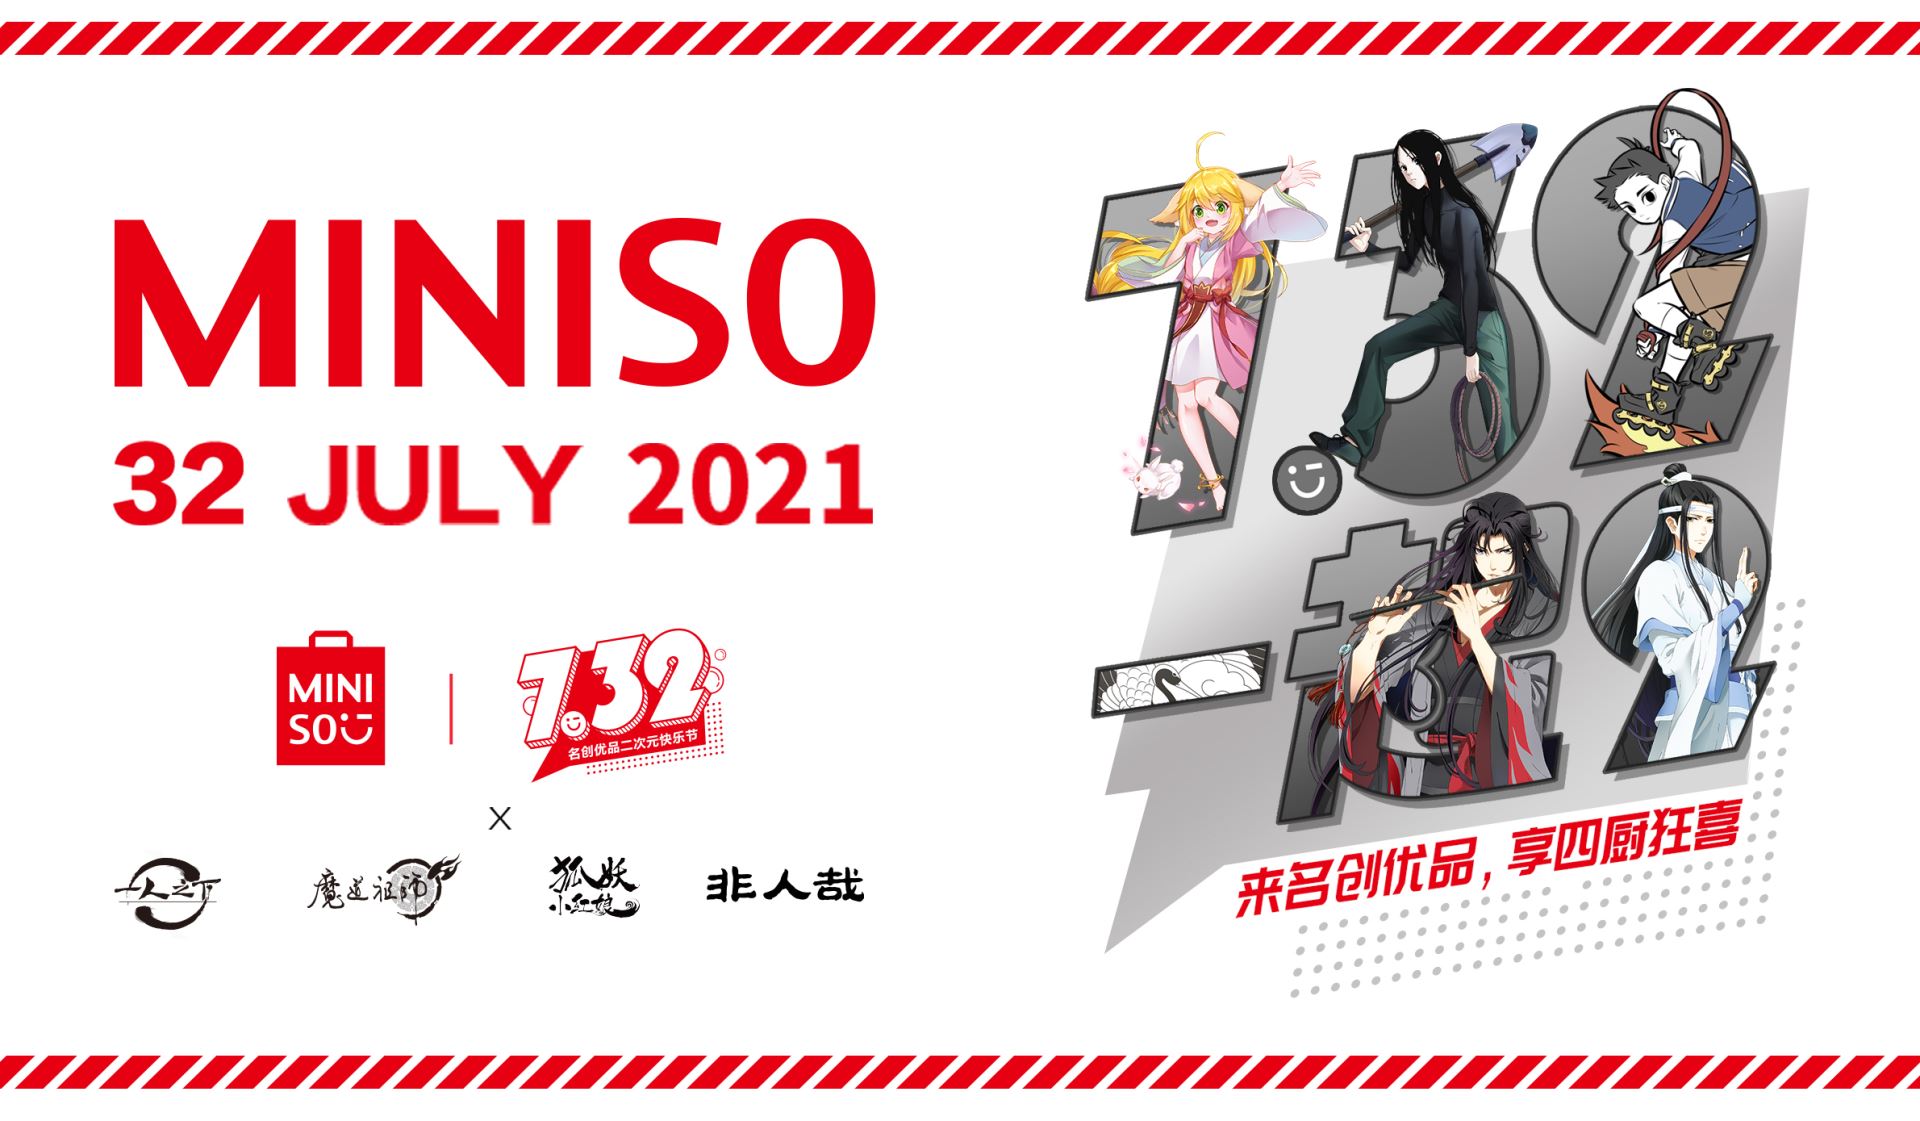 MINISO
32 JULY 2021
MINI
SO
7.32
名创优品二次元快乐节
X
一人之下
魔道祖师
狐妖
小红娘
非人哉
7.32
一起2
来名创优品，享四厨狂喜